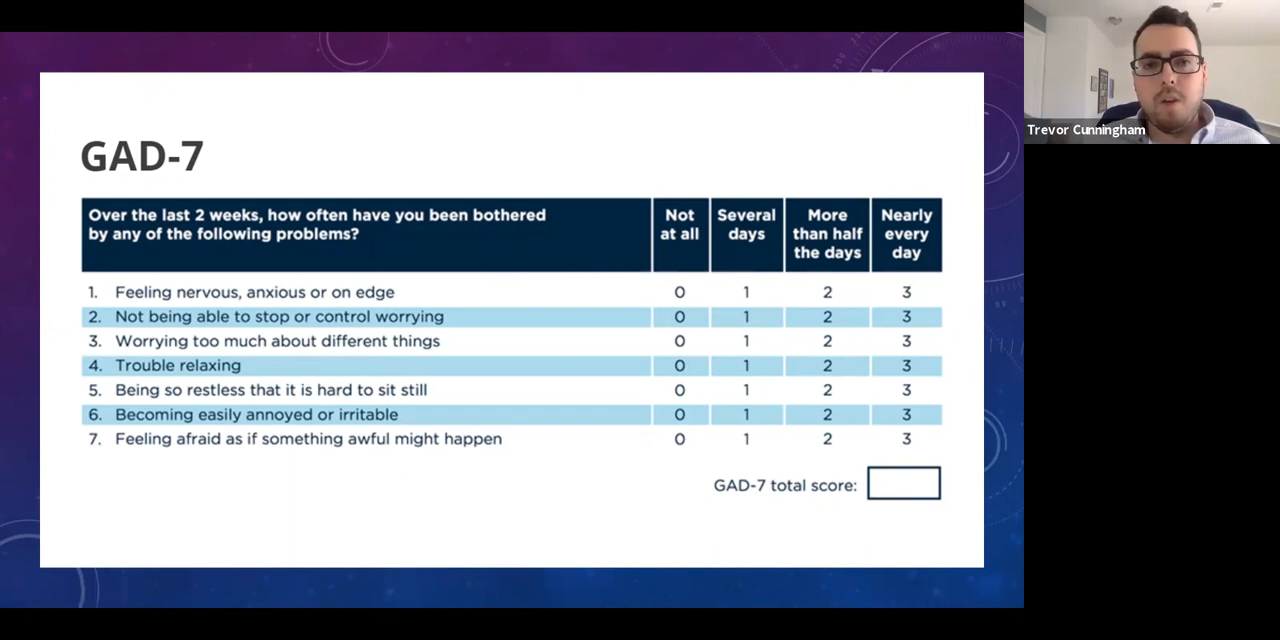 GAD-7
Over the last 2 weeks, how often have you been bothered
by any of the following problems?
Not
at all
Several
days
More
than half
the days
Nearly
every
day
1. Feeling nervous, anxious or on edge 0 1 2 3
2. Not being able to stop or control worrying 0 1 2 3
3. Worrying too much about different things 0 1 2 3
4. Trouble relaxing 0 1 2 3
5. Being so restless that it is hard to sit still 0 1 2 3
6. Becoming easily annoyed or irritable 0 1 2 3
7. Feeling afraid as if something awful might happen 0 1 2 3
GAD-7 total score:
Trevor Cunningham